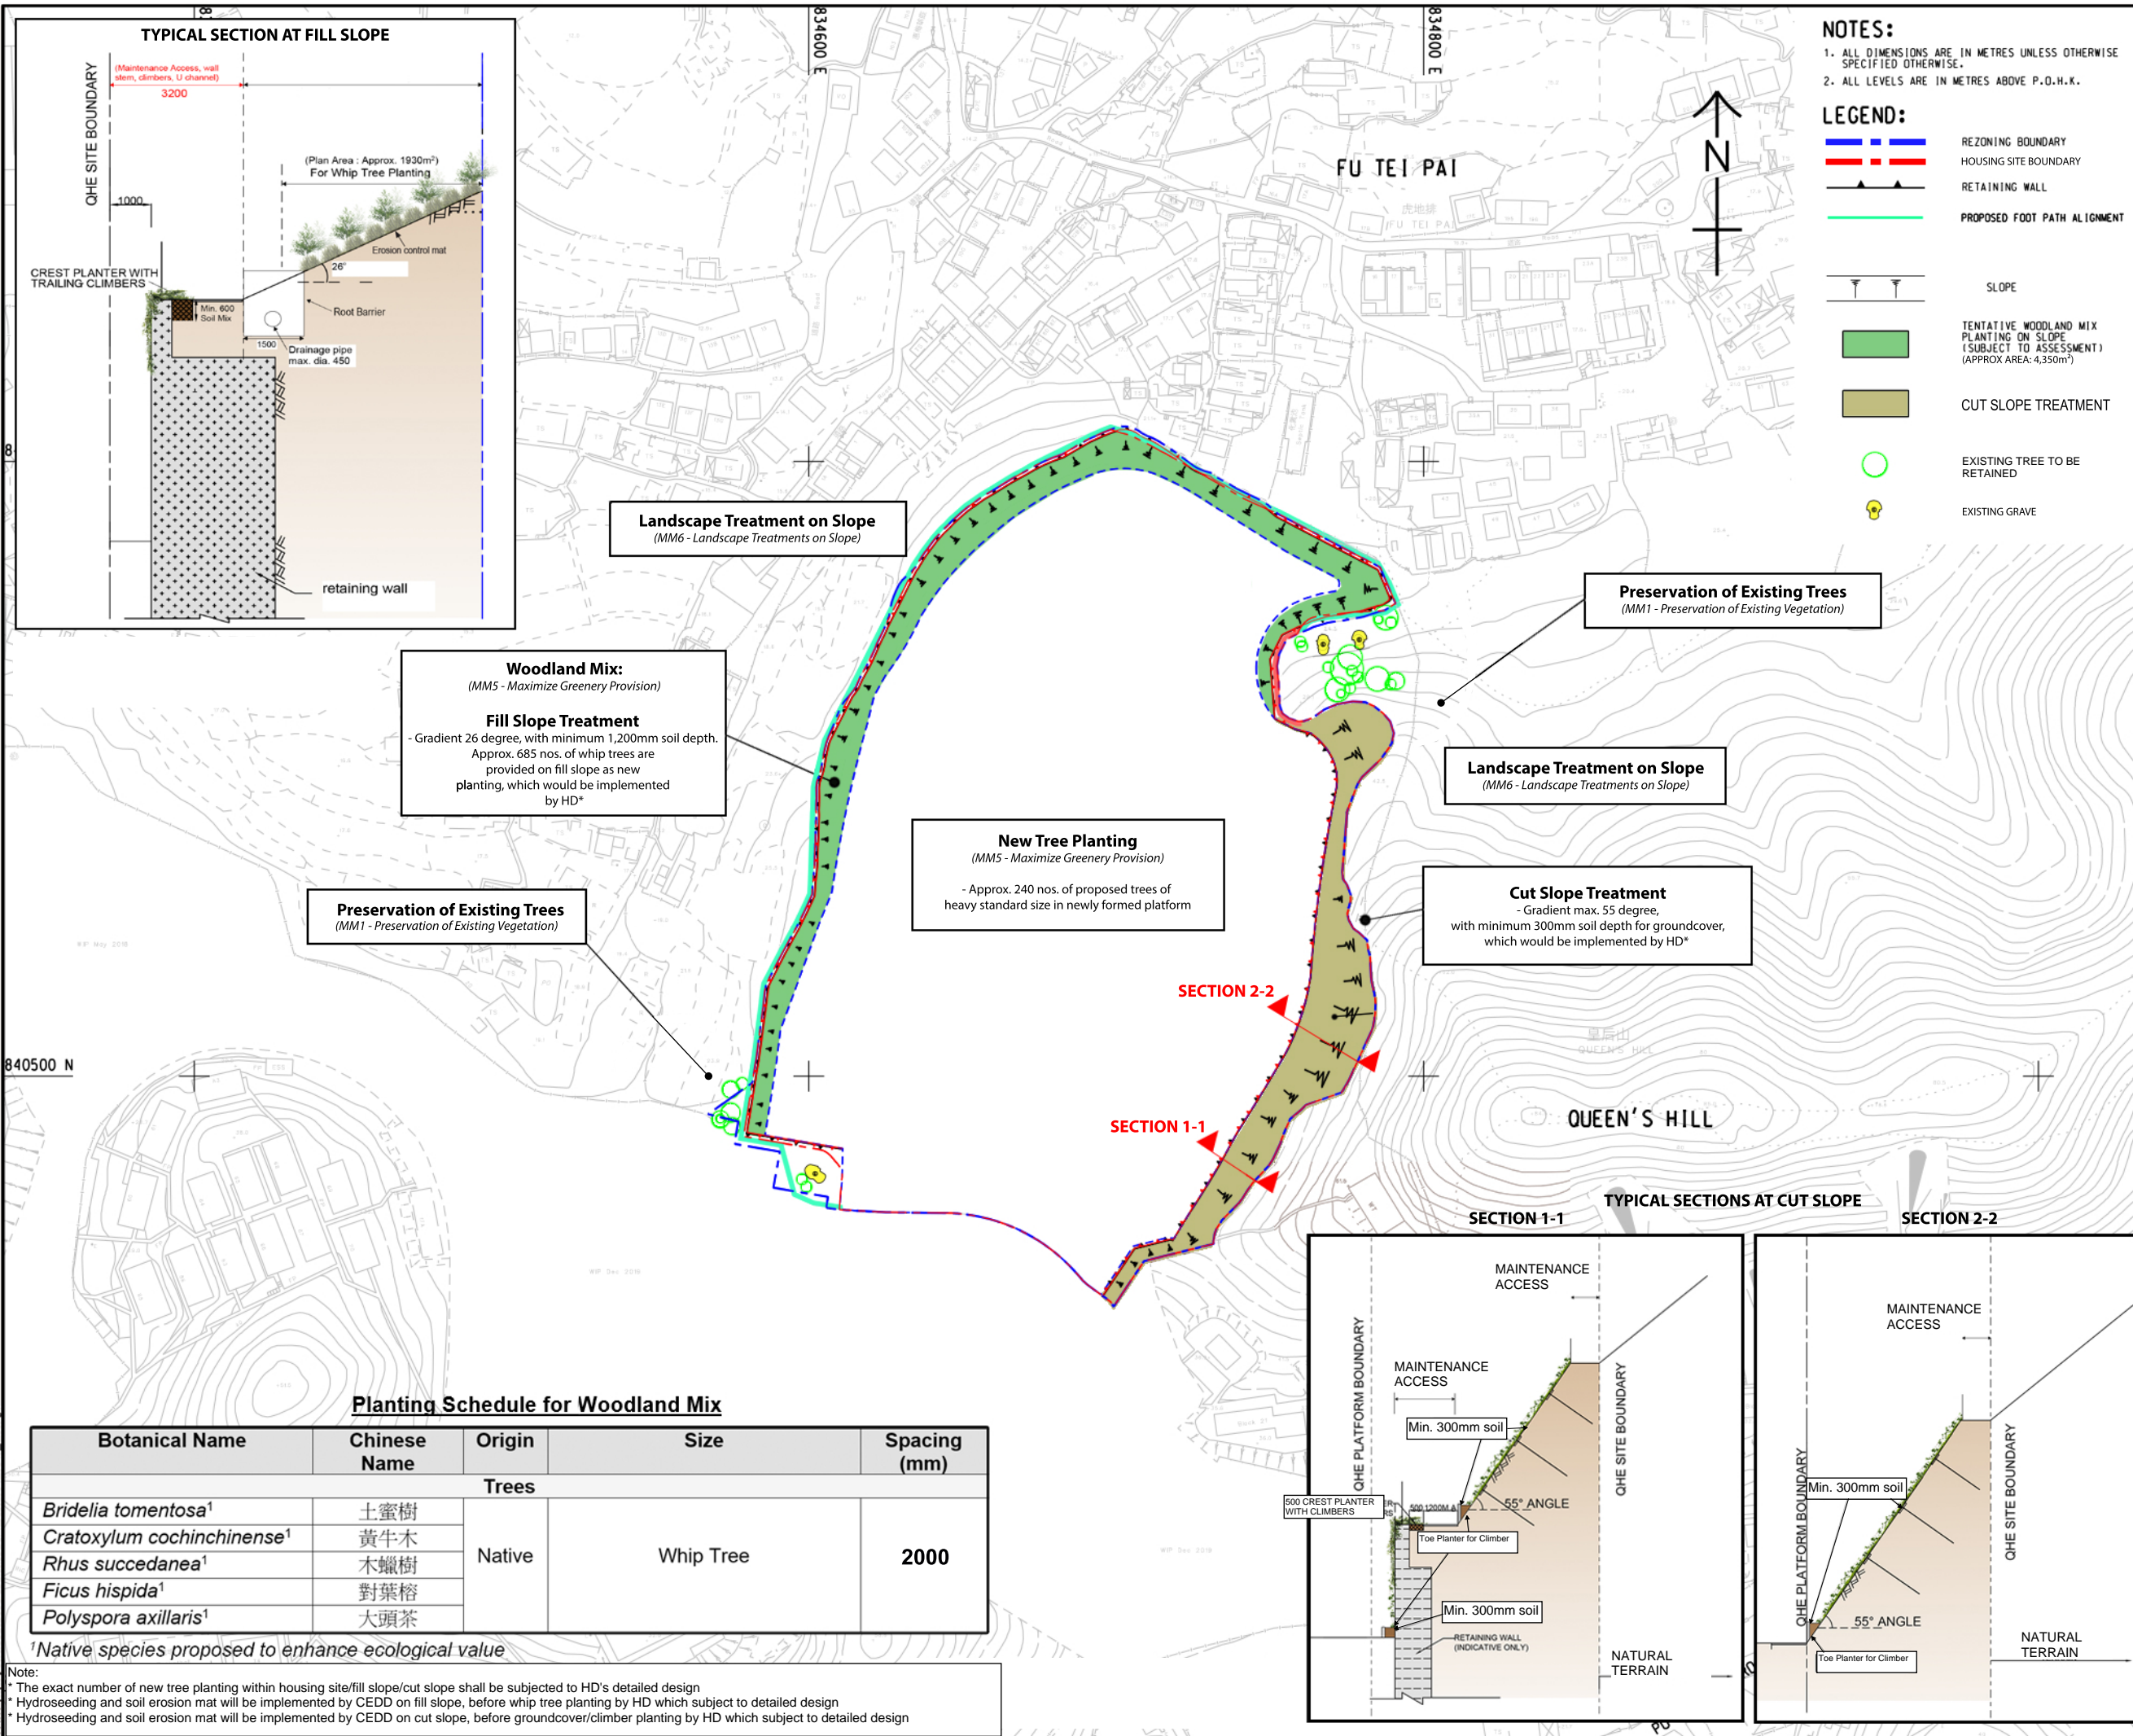 TYPICAL SECTION AT FILL SLOPE
(Maintenance Access, wall
stem, climbers, U channel)
3200
QHE SITE BOUNDARY
1000
(Plan Area : Approx. 1930m²)
For Whip Tree Planting
Erosion control mat
26°
CREST PLANTER WITH
TRAILING CLIMBERS
Min. 600
Soil Mix
Root Barrier
1500
Drainage pipe
max. dia. 450
retaining wall
834600 E
834800 E
840500 N
FU TEI PAI
虎地排
FU TEI PAI
N
NOTES:
1. ALL DIMENSIONS ARE IN METRES UNLESS OTHERWISE
SPECIFIED OTHERWISE.
2. ALL LEVELS ARE IN METRES ABOVE P.O.H.K.
LEGEND:
REZONING BOUNDARY
HOUSING SITE BOUNDARY
RETAINING WALL
PROPOSED FOOT PATH ALIGNMENT
SLOPE
TENTATIVE WOODLAND MIX
PLANTING ON SLOPE
(SUBJECT TO ASSESSMENT)
(APPROX AREA: 4,350m²)
CUT SLOPE TREATMENT
EXISTING TREE TO BE
RETAINED
EXISTING GRAVE
Landscape Treatment on Slope
(MM6 - Landscape Treatments on Slope)
Preservation of Existing Trees
(MM1 - Preservation of Existing Vegetation)
Woodland Mix:
(MM5 - Maximize Greenery Provision)
Fill Slope Treatment
- Gradient 26 degree, with minimum 1,200mm soil depth.
Approx. 685 nos. of whip trees are
provided on fill slope as new
planting, which would be implemented
by HD*
Landscape Treatment on Slope
(MM6 - Landscape Treatments on Slope)
New Tree Planting
(MM5 - Maximize Greenery Provision)
- Approx. 240 nos. of proposed trees of
heavy standard size in newly formed platform
Cut Slope Treatment
- Gradient max. 55 degree,
with minimum 300mm soil depth for groundcover,
which would be implemented by HD*
Preservation of Existing Trees
(MM1 - Preservation of Existing Vegetation)
WIP May 2018
WIP Dec 2018
WIP Dec 2018
SECTION 2-2
SECTION 1-1
皇后山
QUEEN'S HILL
QUEEN'S HILL
TYPICAL SECTIONS AT CUT SLOPE
SECTION 1-1
SECTION 2-2
MAINTENANCE
ACCESS
MAINTENANCE
ACCESS
QHE PLATFORM BOUNDARY
Min. 300mm soil
QHE SITE BOUNDARY
500 CREST PLANTER
WITH CLIMBERS
500
55° ANGLE
Toe Planter for Climber
Min. 300mm soil
RETAINING WALL
(INDICATIVE ONLY)
NATURAL
TERRAIN
MAINTENANCE
ACCESS
QHE PLATFORM BOUNDARY
Min. 300mm soil
QHE SITE BOUNDARY
55° ANGLE
Toe Planter for Climber
NATURAL
TERRAIN
Planting Schedule for Woodland Mix
Botanical Name Chinese Name Origin Size Spacing (mm)
Trees
Bridelia tomentosa¹ 土蜜樹
Cratoxylum cochinchinense¹ 黃牛木
Rhus succedanea¹ 木蠟樹 Native Whip Tree 2000
Ficus hispida¹ 對葉榕
Polyspora axillaris¹ 大頭茶
¹Native species proposed to enhance ecological value
Note:
* The exact number of new tree planting within housing site/fill slope/cut slope shall be subjected to HD's detailed design
* Hydroseeding and soil erosion mat will be implemented by CEDD on fill slope, before whip tree planting by HD which subject to detailed design
* Hydroseeding and soil erosion mat will be implemented by CEDD on cut slope, before groundcover/climber planting by HD which subject to detailed design